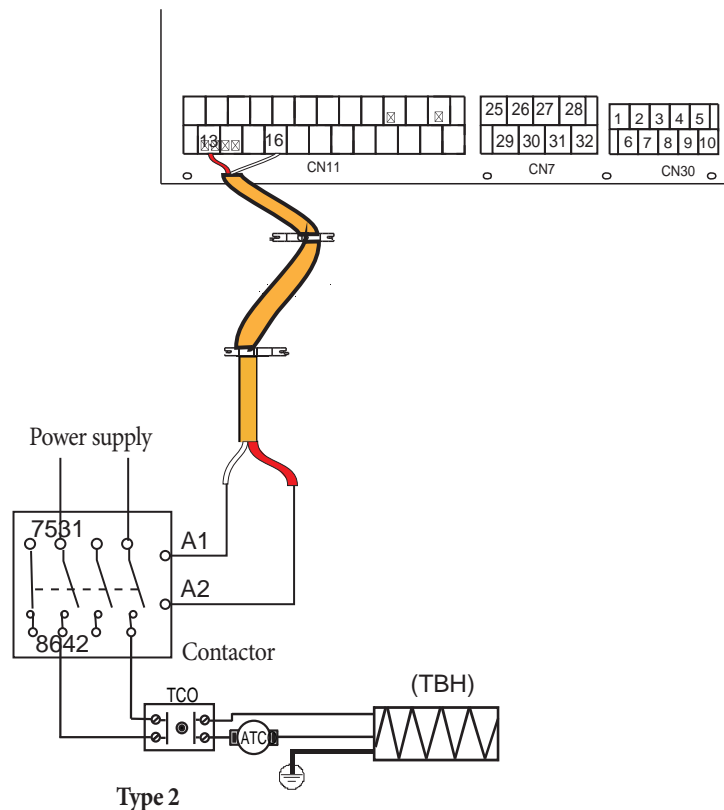 25 26 27 28
1 2 3 4 5
13 16
29 30 31 32
6 7 8 9 10
CN11
CN7
CN30
Power supply
7531
A1
A2
8642
Contactor
(TBH)
TCO
ATC
Type 2